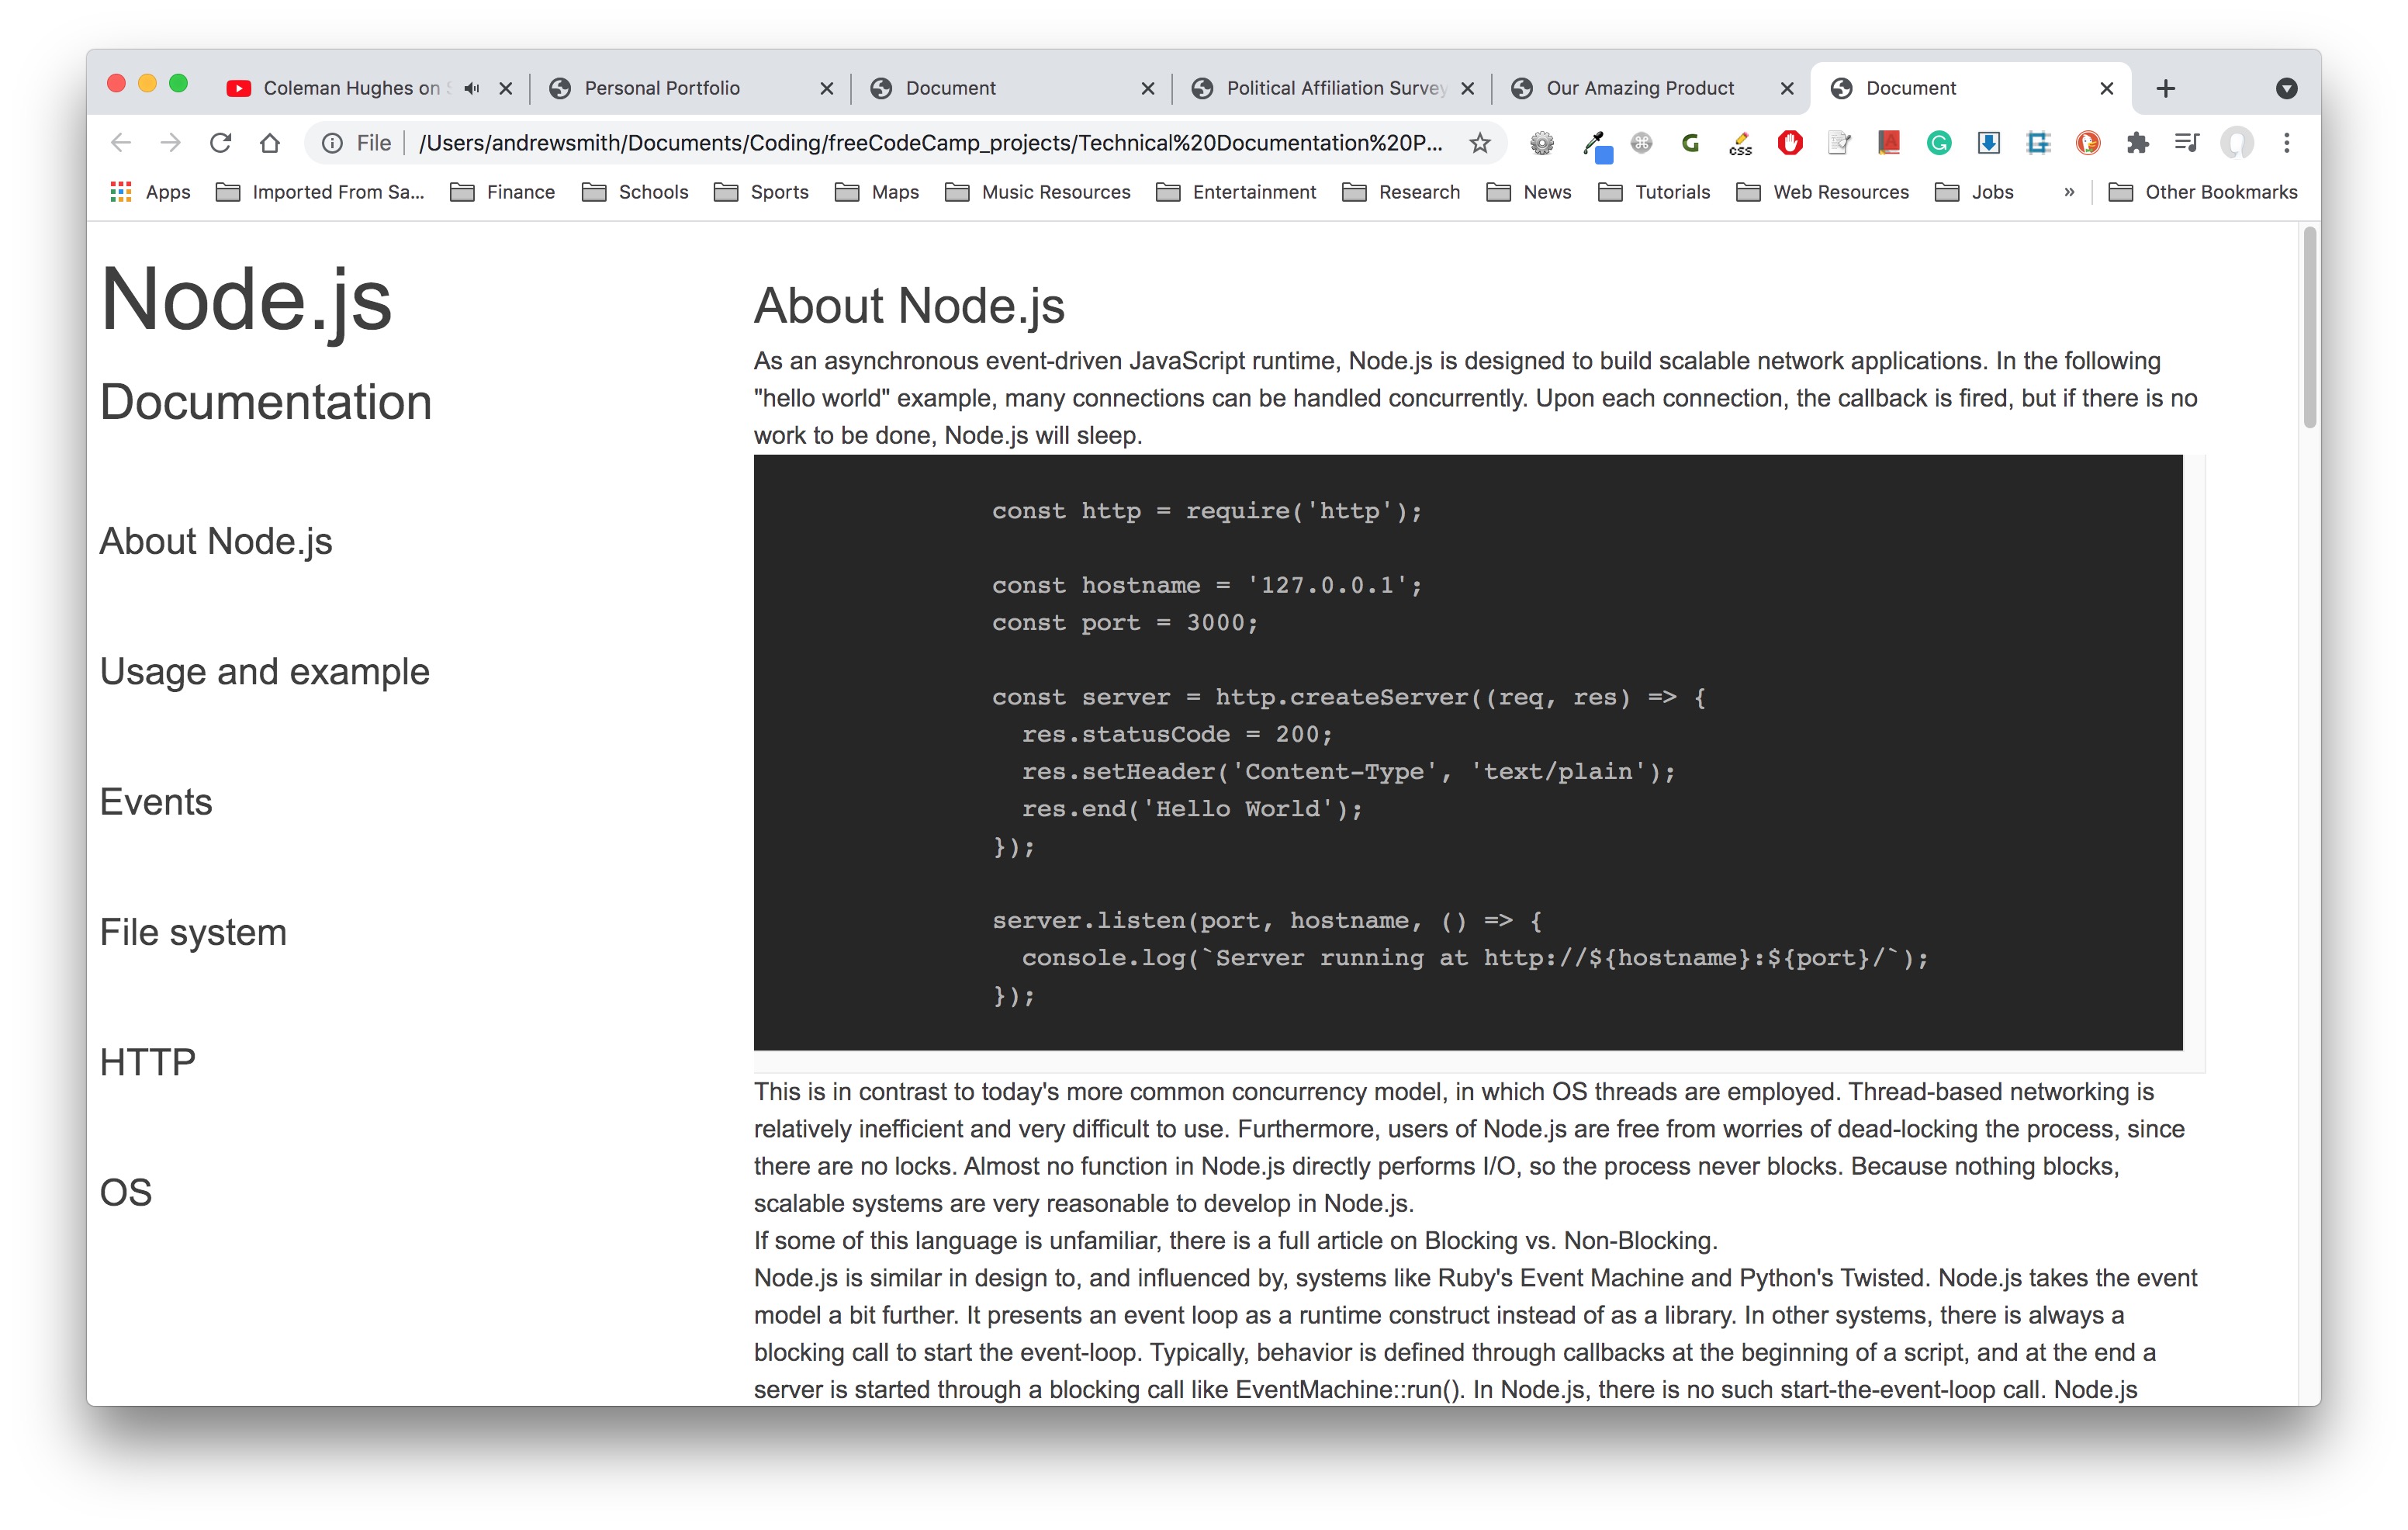 Coleman Hughes on
Personal Portfolio
Document
Political Affiliation Survey
Our Amazing Product
Document
File
/Users/andrewsmith/Documents/Coding/freeCodeCamp_projects/Technical%20Documentation%20P...
Apps
Imported From Sa...
Finance
Schools
Sports
Maps
Music Resources
Entertainment
Research
News
Tutorials
Web Resources
Jobs
»
Other Bookmarks
Node.js
Documentation
About Node.js
Usage and example
Events
File system
HTTP
OS
About Node.js
As an asynchronous event-driven JavaScript runtime, Node.js is designed to build scalable network applications. In the following
"hello world" example, many connections can be handled concurrently. Upon each connection, the callback is fired, but if there is no
work to be done, Node.js will sleep.
const http = require('http');
const hostname = '127.0.0.1';
const port = 3000;
const server = http.createServer((req, res) => {
  res.statusCode = 200;
  res.setHeader('Content-Type', 'text/plain');
  res.end('Hello World');
});
server.listen(port, hostname, () => {
  console.log(`Server running at http://${hostname}:${port}/`);
});
This is in contrast to today's more common concurrency model, in which OS threads are employed. Thread-based networking is
relatively inefficient and very difficult to use. Furthermore, users of Node.js are free from worries of dead-locking the process, since
there are no locks. Almost no function in Node.js directly performs I/O, so the process never blocks. Because nothing blocks,
scalable systems are very reasonable to develop in Node.js.
If some of this language is unfamiliar, there is a full article on Blocking vs. Non-Blocking.
Node.js is similar in design to, and influenced by, systems like Ruby's Event Machine and Python's Twisted. Node.js takes the event
model a bit further. It presents an event loop as a runtime construct instead of as a library. In other systems, there is always a
blocking call to start the event-loop. Typically, behavior is defined through callbacks at the beginning of a script, and at the end a
server is started through a blocking call like EventMachine::run(). In Node.js, there is no such start-the-event-loop call. Node.js